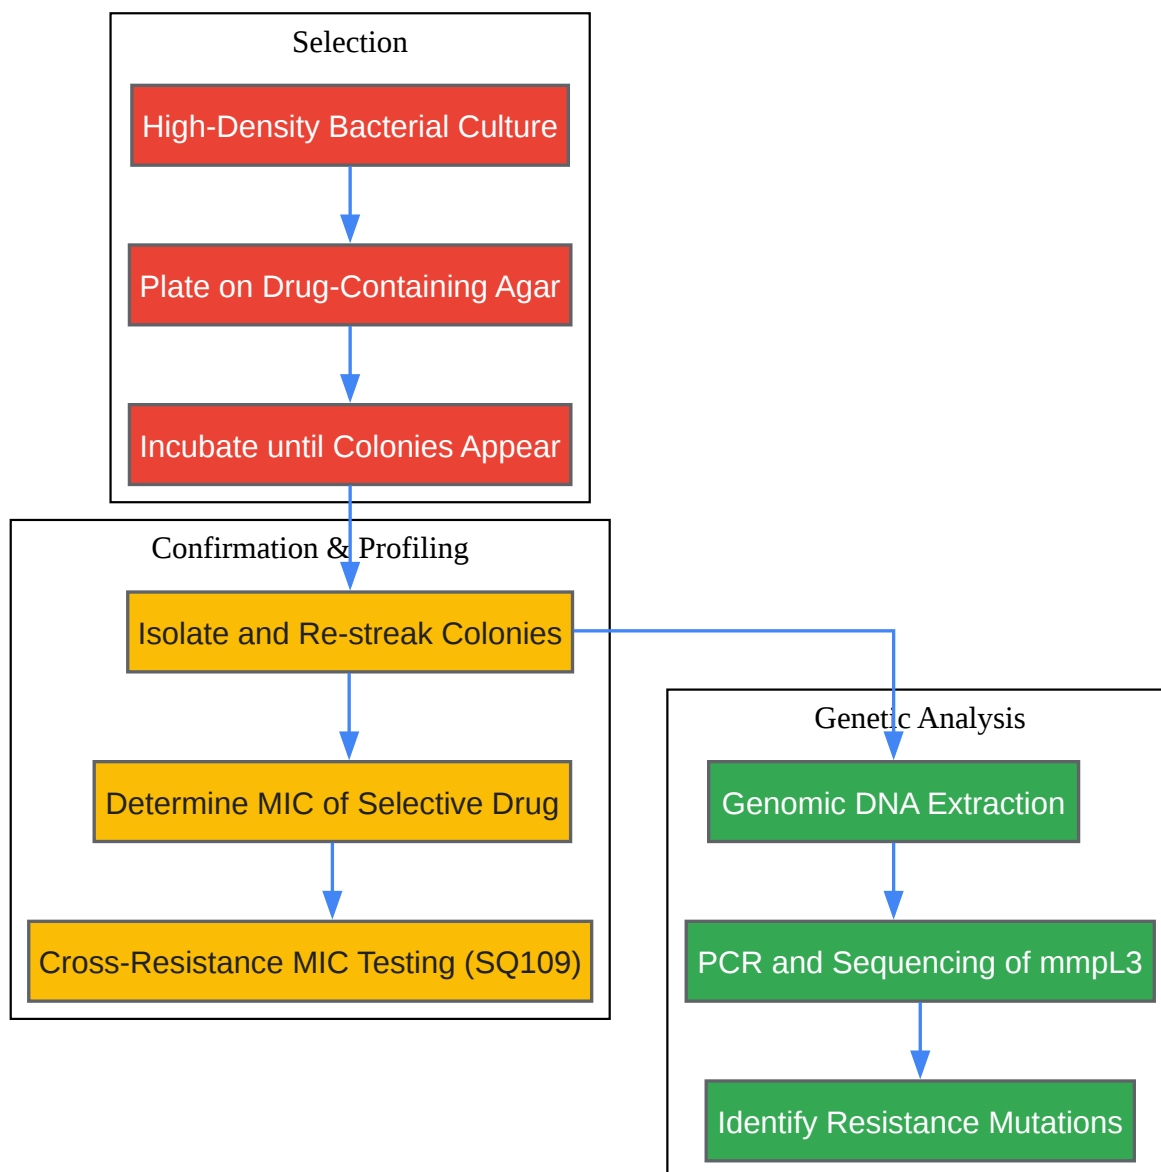 Selection
High-Density Bacterial Culture
Plate on Drug-Containing Agar
Incubate until Colonies Appear
Confirmation & Profiling
Isolate and Re-streak Colonies
Determine MIC of Selective Drug
Cross-Resistance MIC Testing (SQ109)
Genetic Analysis
Genomic DNA Extraction
PCR and Sequencing of mmpL3
Identify Resistance Mutations